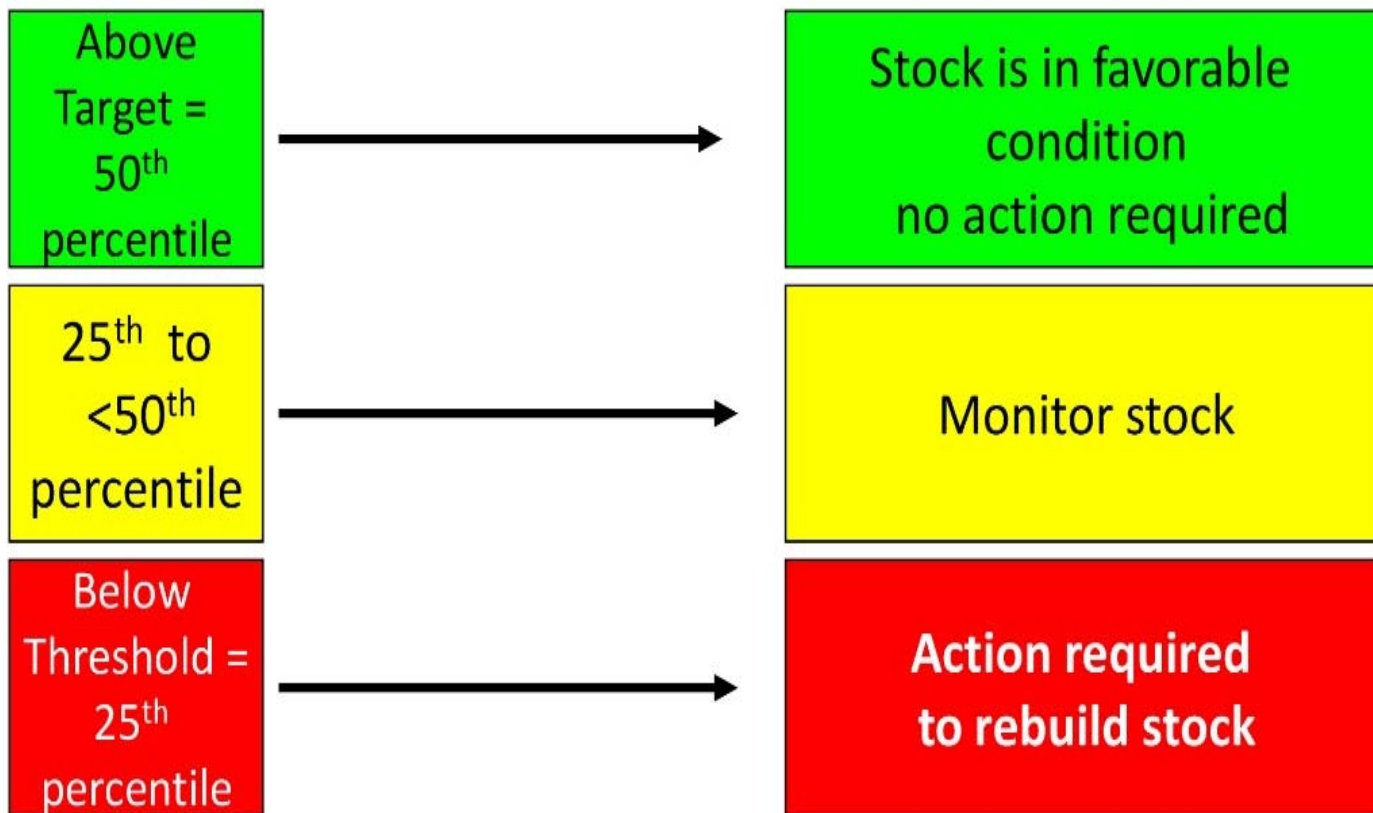 Above
Target =
50th
percentile
Stock is in favorable
condition
no action required
25th to
<50th
percentile
Monitor stock
Below
Threshold =
25th
percentile
Action required
to rebuild stock